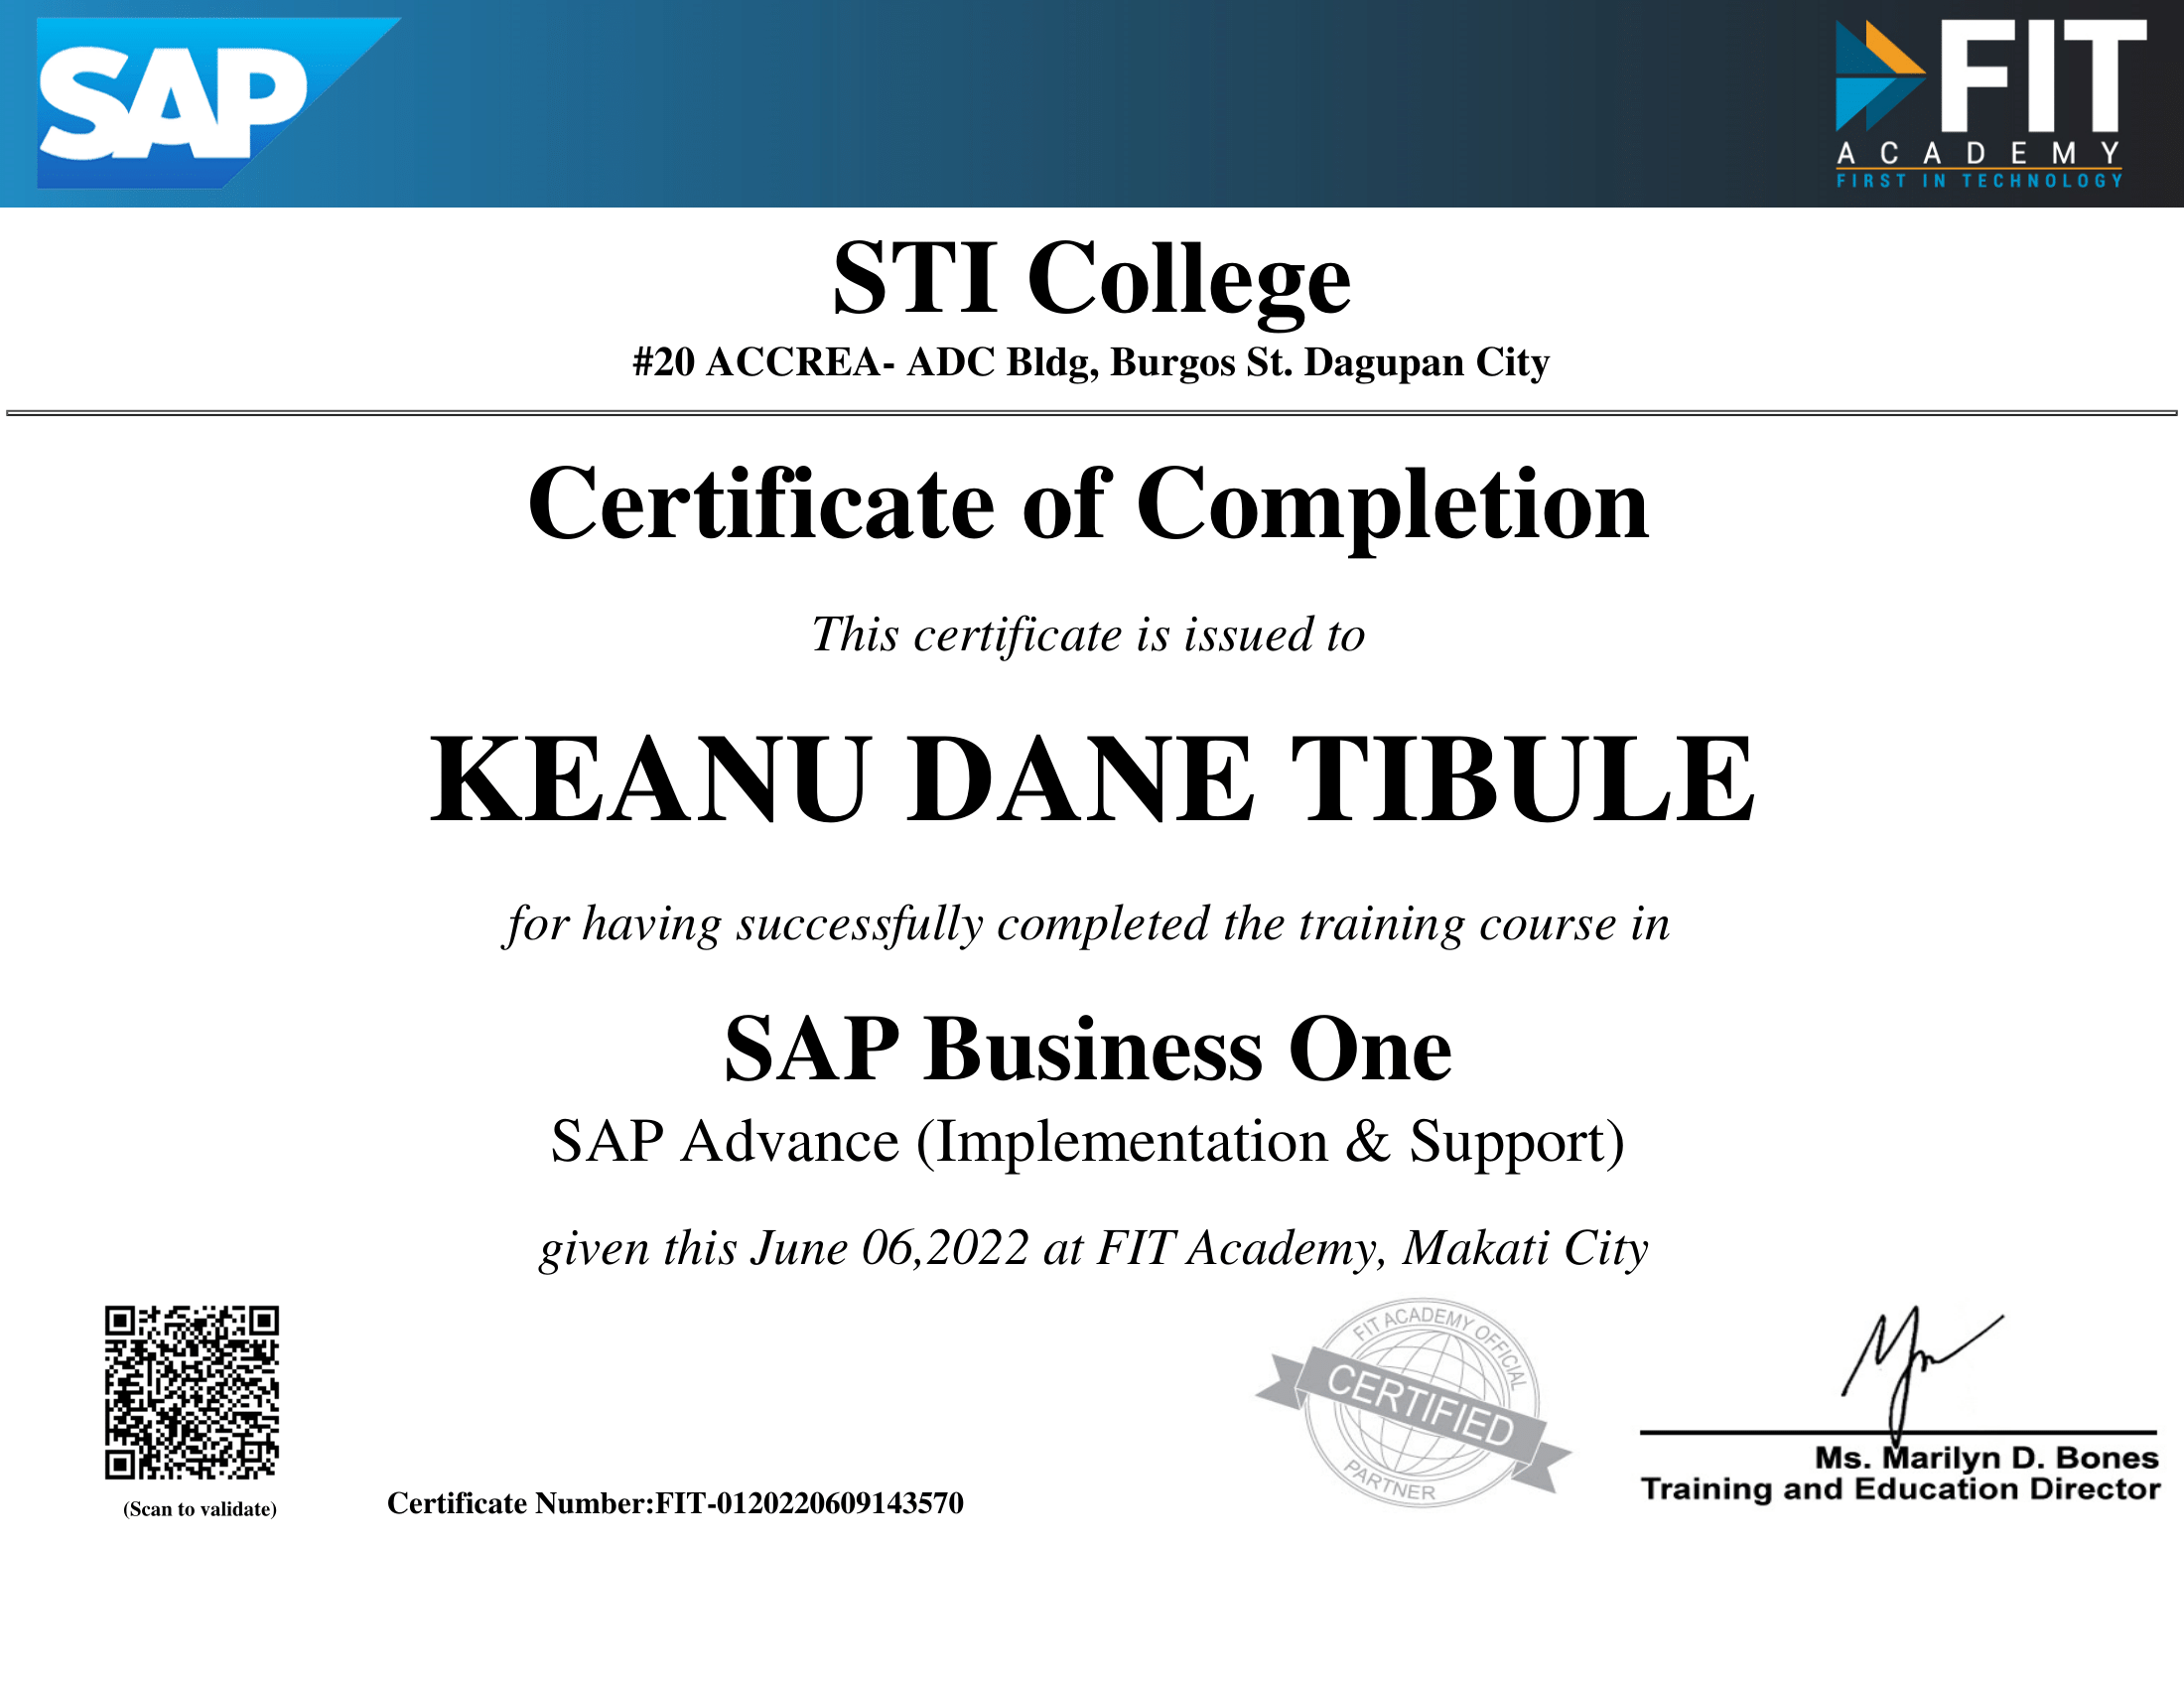 SAP
FIT
ACADEMY
FIRST IN TECHNOLOGY
STI College
#20 ACCREA- ADC Bldg, Burgos St. Dagupan City
Certificate of Completion
This certificate is issued to
KEANU DANE TIBULE
for having successfully completed the training course in
SAP Business One
SAP Advance (Implementation & Support)
given this June 06,2022 at FIT Academy, Makati City
FIT ACADEMY OFFICIAL
CERTIFIED
PARTNER
Ms. Marilyn D. Bones
Training and Education Director
(Scan to validate)
Certificate Number:FIT-0120220609143570